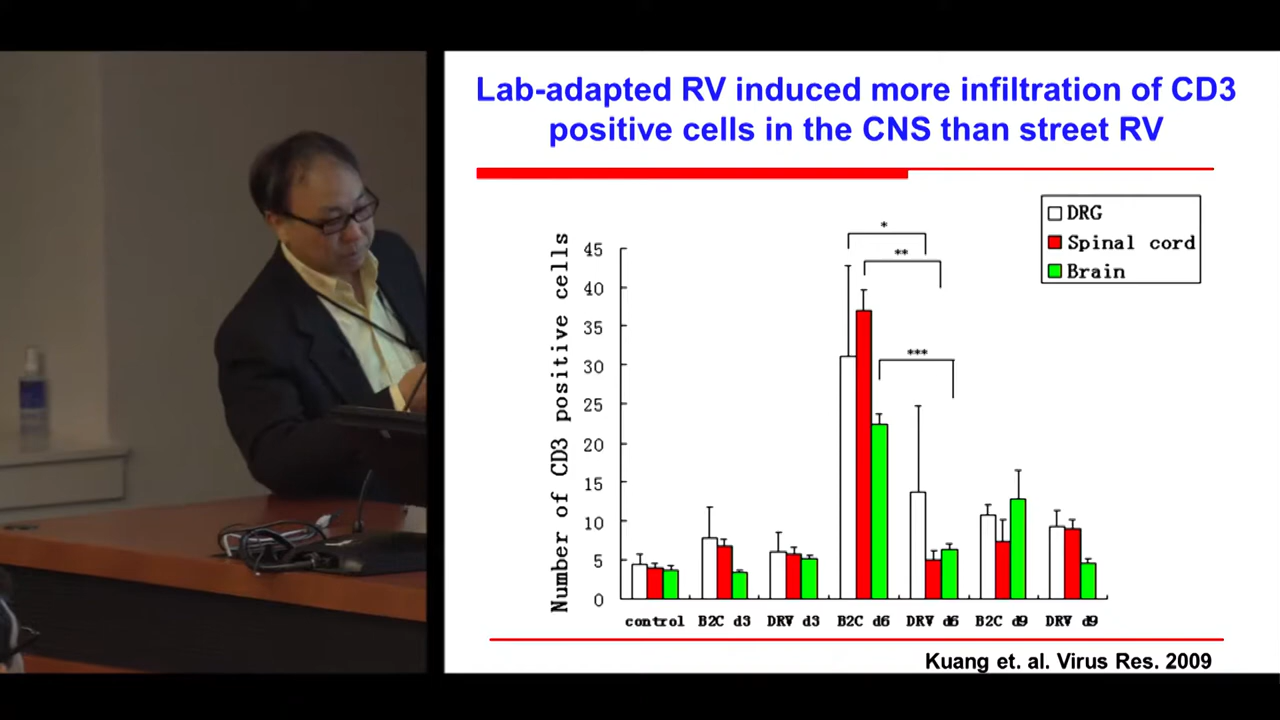 Lab-adapted RV induced more infiltration of CD3
positive cells in the CNS than street RV
DRG
Spinal cord
Brain
Number of CD3 positive cells
45
40
35
30
25
20
15
10
5
0
*
**
***
control B2C d3 DRV d3 B2C d6 DRV d6 B2C d9 DRV d9
Kuang et. al. Virus Res. 2009